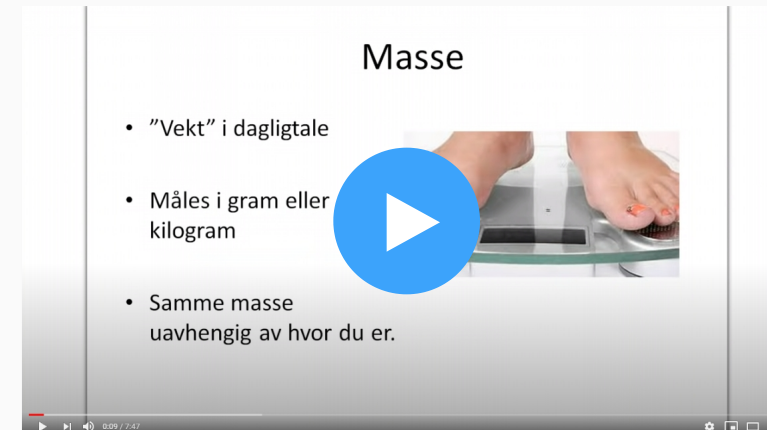 Masse
• ”Vekt” i dagligtale
• Måles i gram eller
kilogram
• Samme masse
uavhengig av hvor du er.
0:09 / 7:47